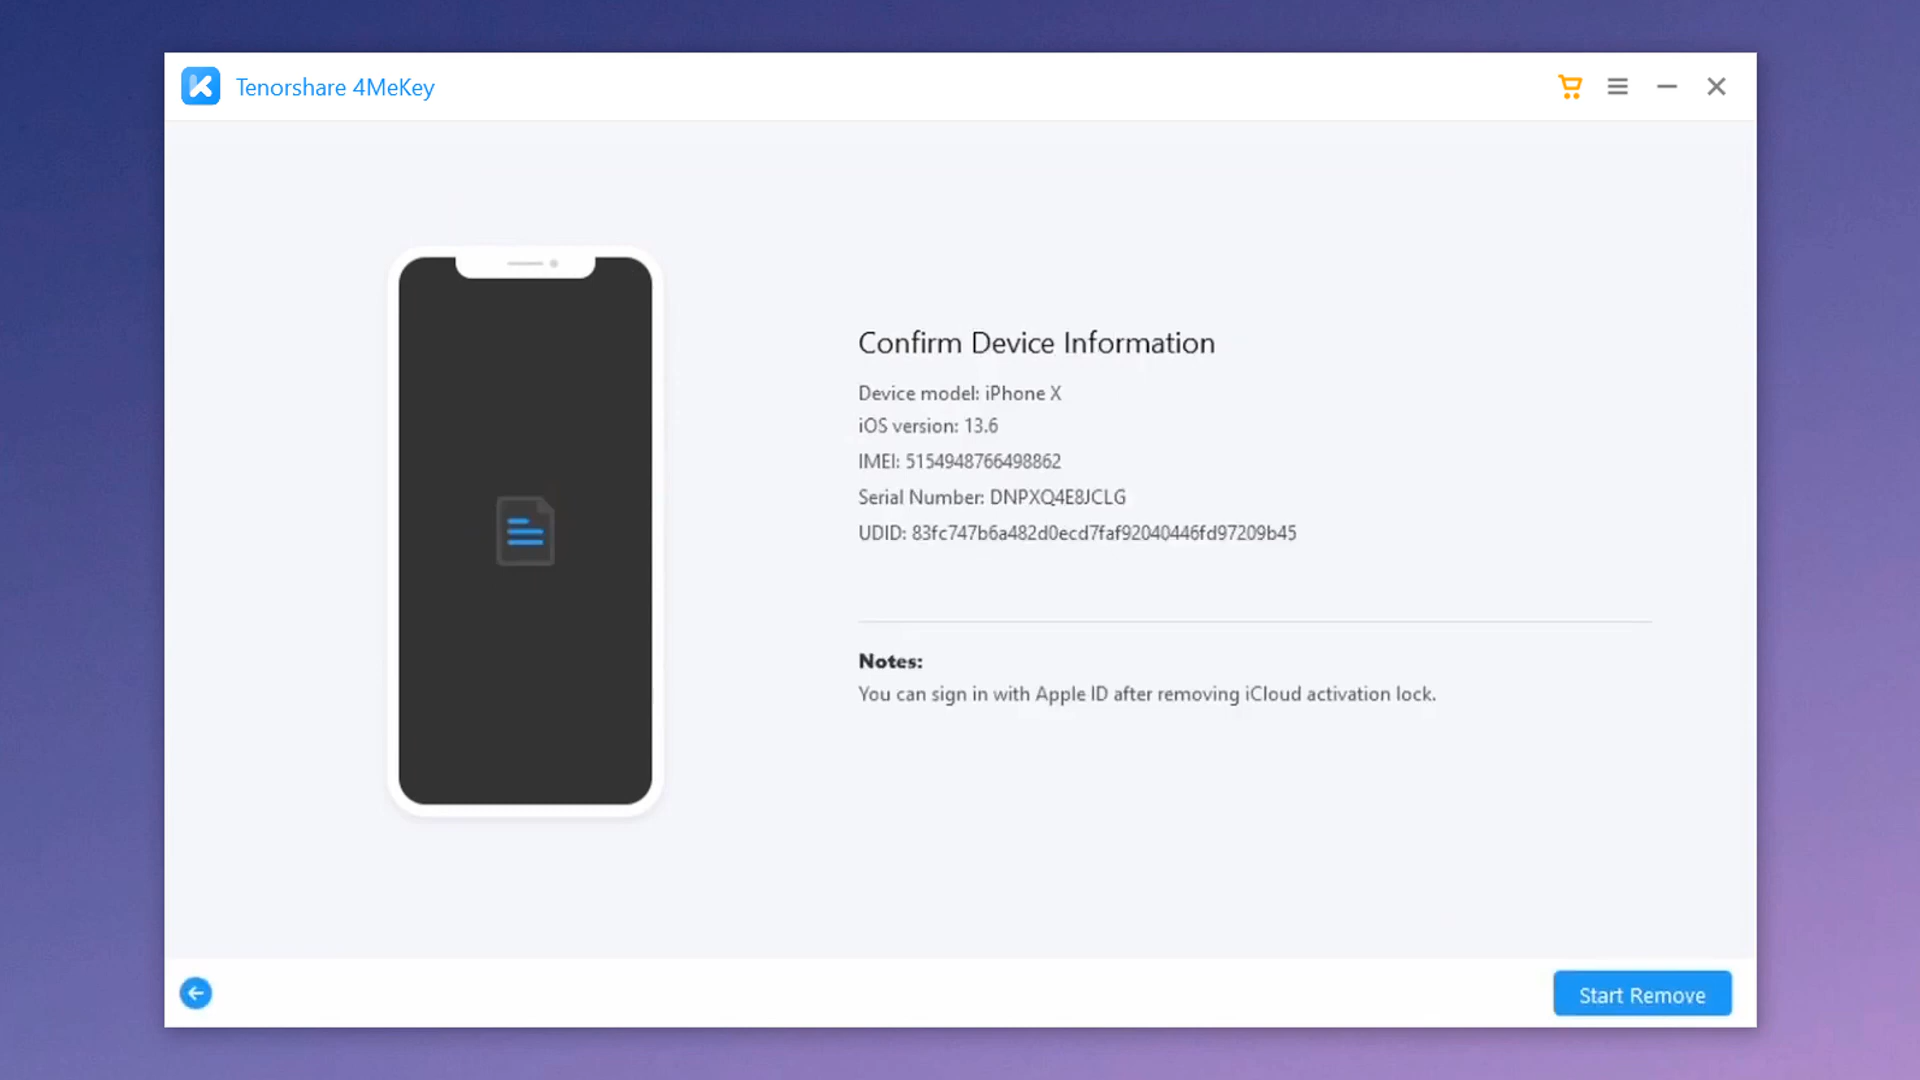 Tenorshare 4MeKey
Confirm Device Information
Device model: iPhone X
iOS version: 13.6
IMEI: 5154948766498862
Serial Number: DNPXQ4E8JCLG
UDID: 83fc747b6a482d0ecd7faf92040446fd97209b45
Notes:
You can sign in with Apple ID after removing iCloud activation lock.
Start Remove